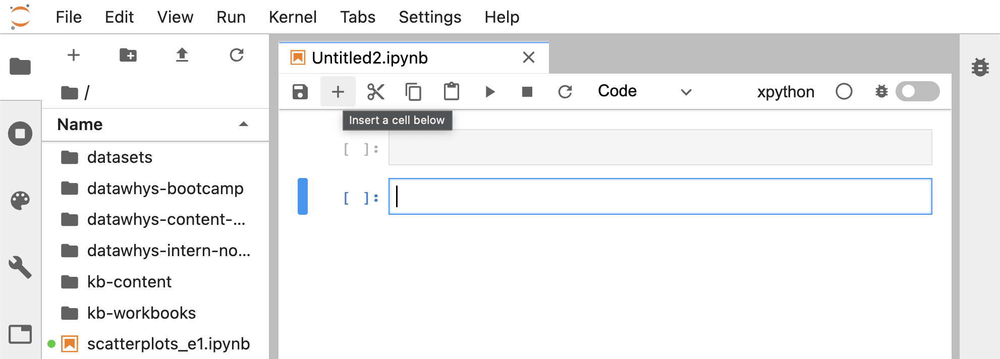 File Edit View Run Kernel Tabs Settings Help
/
Name
datasets
datawhys-bootcamp
datawhys-content-...
datawhys-intern-no...
kb-content
kb-workbooks
scatterplots_e1.ipynb
Untitled2.ipynb
Code xpython
Insert a cell below
[ ]:
[ ]: